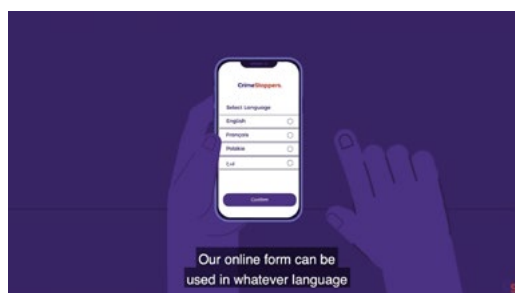 CrimeStoppers.
Select Language
English
Français
Polskie
Confirm
Our online form can be
used in whatever language